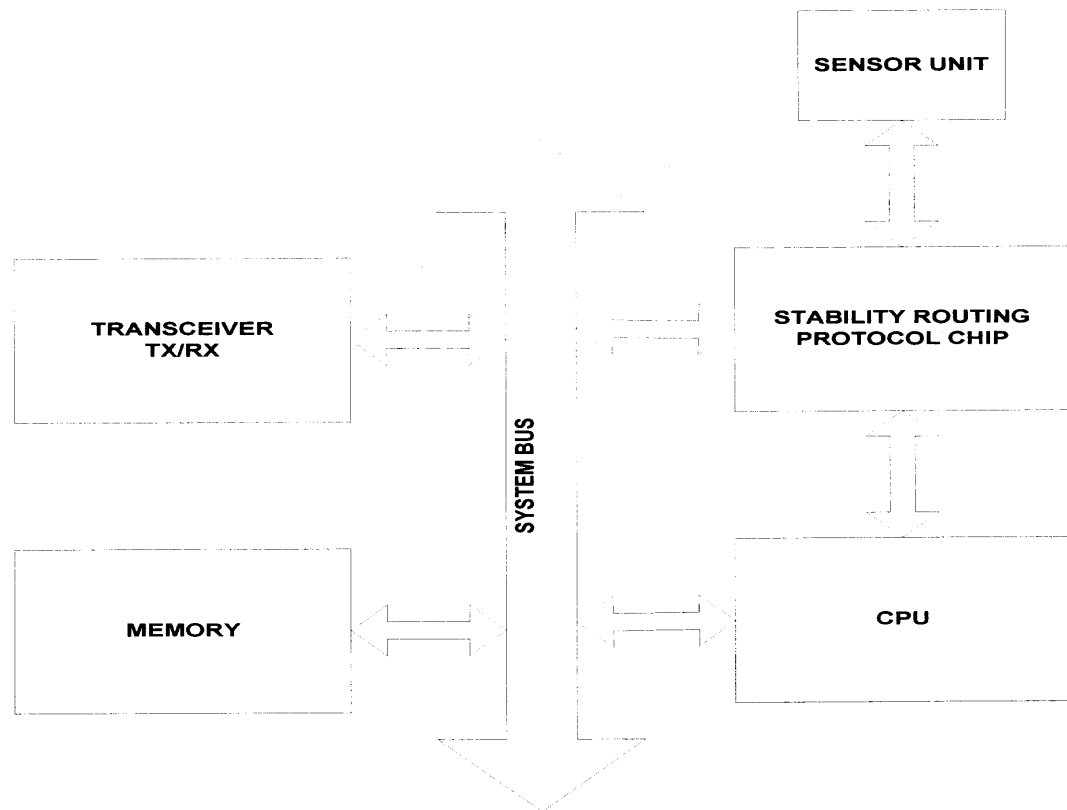 SENSOR UNIT
TRANSCEIVER
TX/RX
STABILITY ROUTING
PROTOCOL CHIP
SYSTEM BUS
MEMORY
CPU